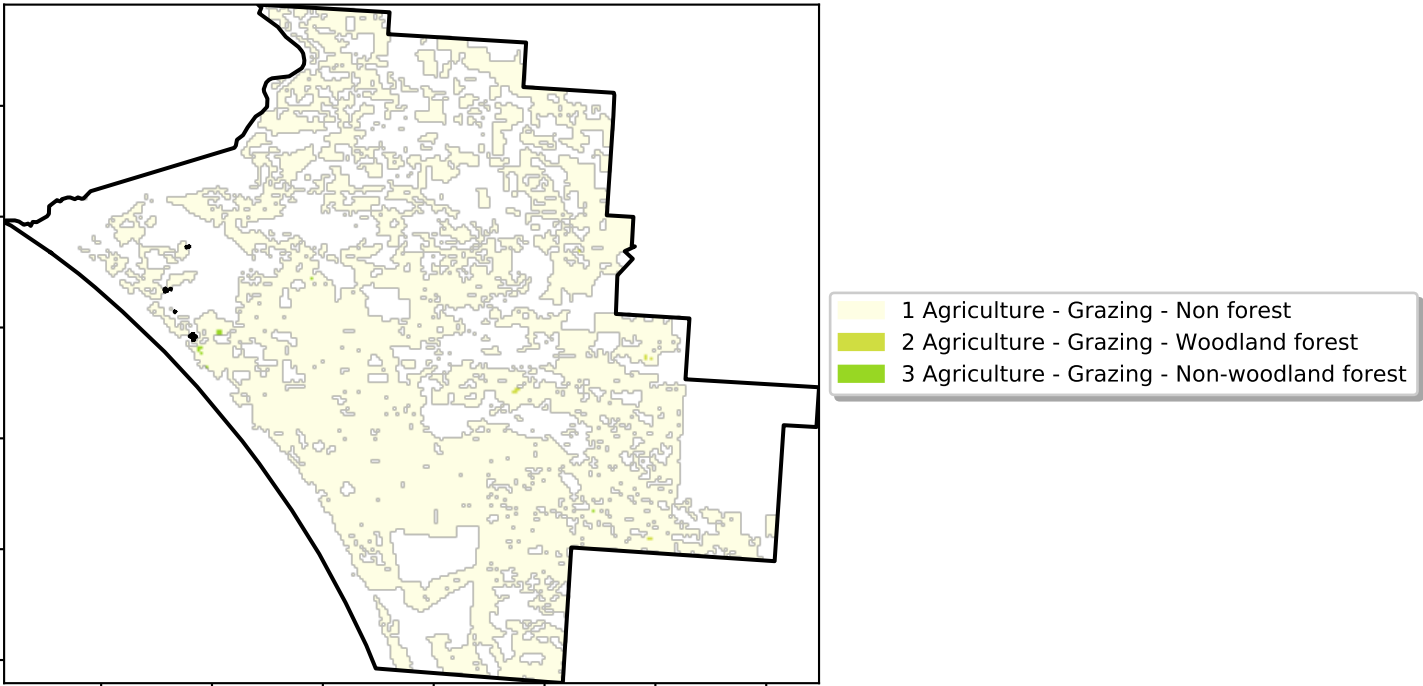 1 Agriculture - Grazing - Non forest
2 Agriculture - Grazing - Woodland forest
3 Agriculture - Grazing - Non-woodland forest